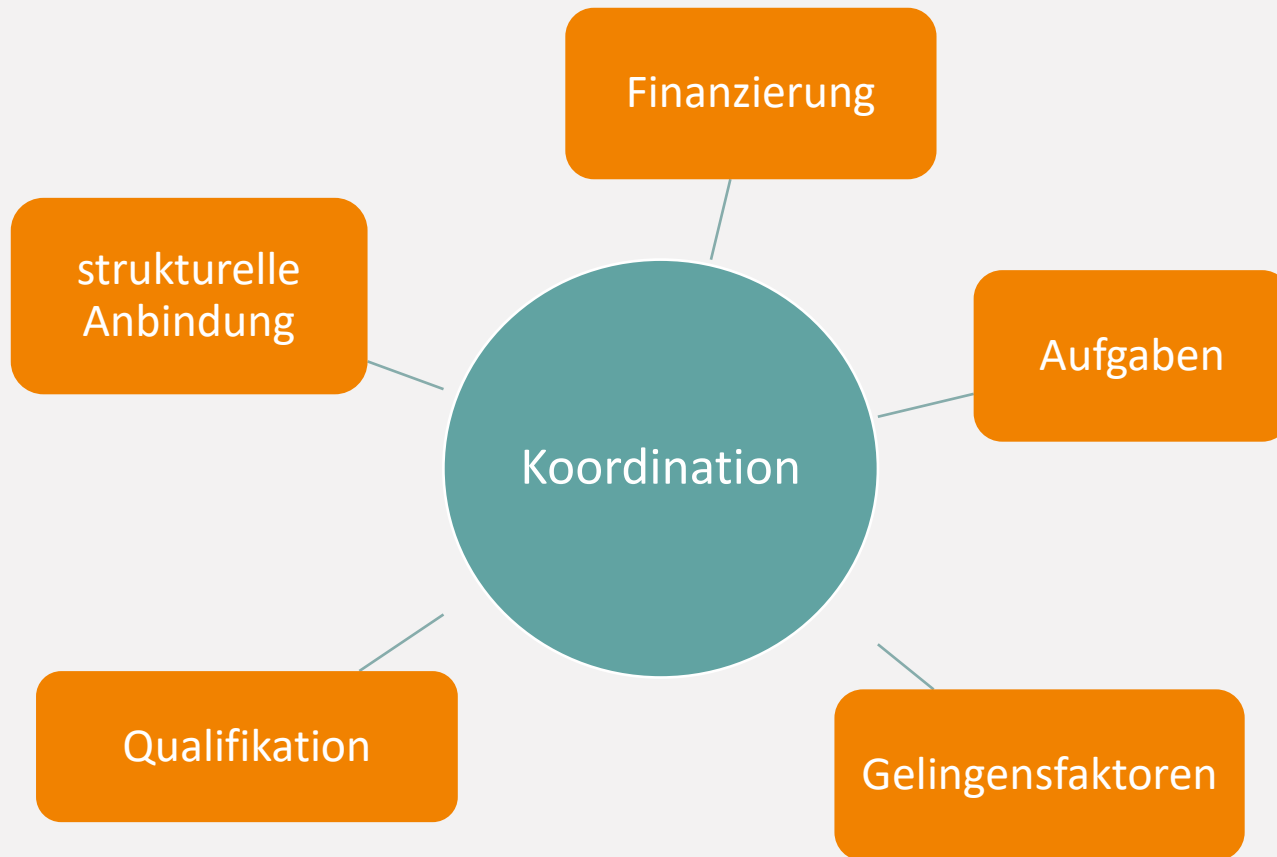 Finanzierung
strukturelle
Anbindung
Aufgaben
Koordination
Qualifikation
Gelingensfaktoren